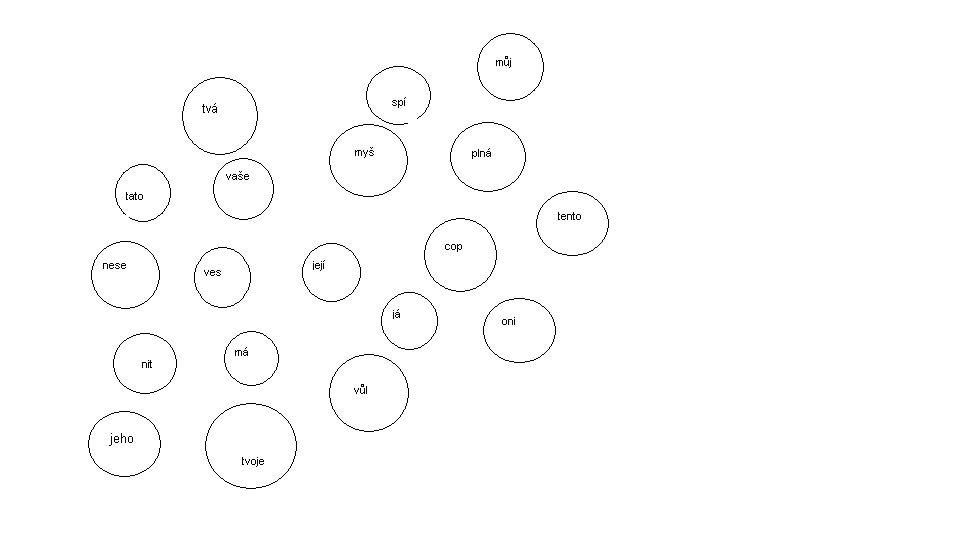 můj
spí
tvá
myš
plná
vaše
tato
tento
cop
nese
ves
její
já
oni
má
nit
vůl
jeho
tvoje